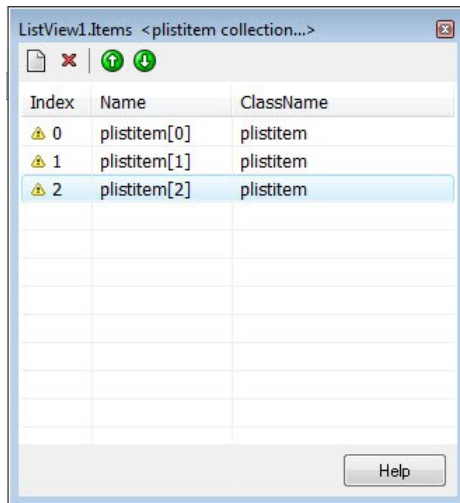 ListView1.Items <plistitem collection...>
Index Name ClassName
0 plistitem[0] plistitem
1 plistitem[1] plistitem
2 plistitem[2] plistitem
Help